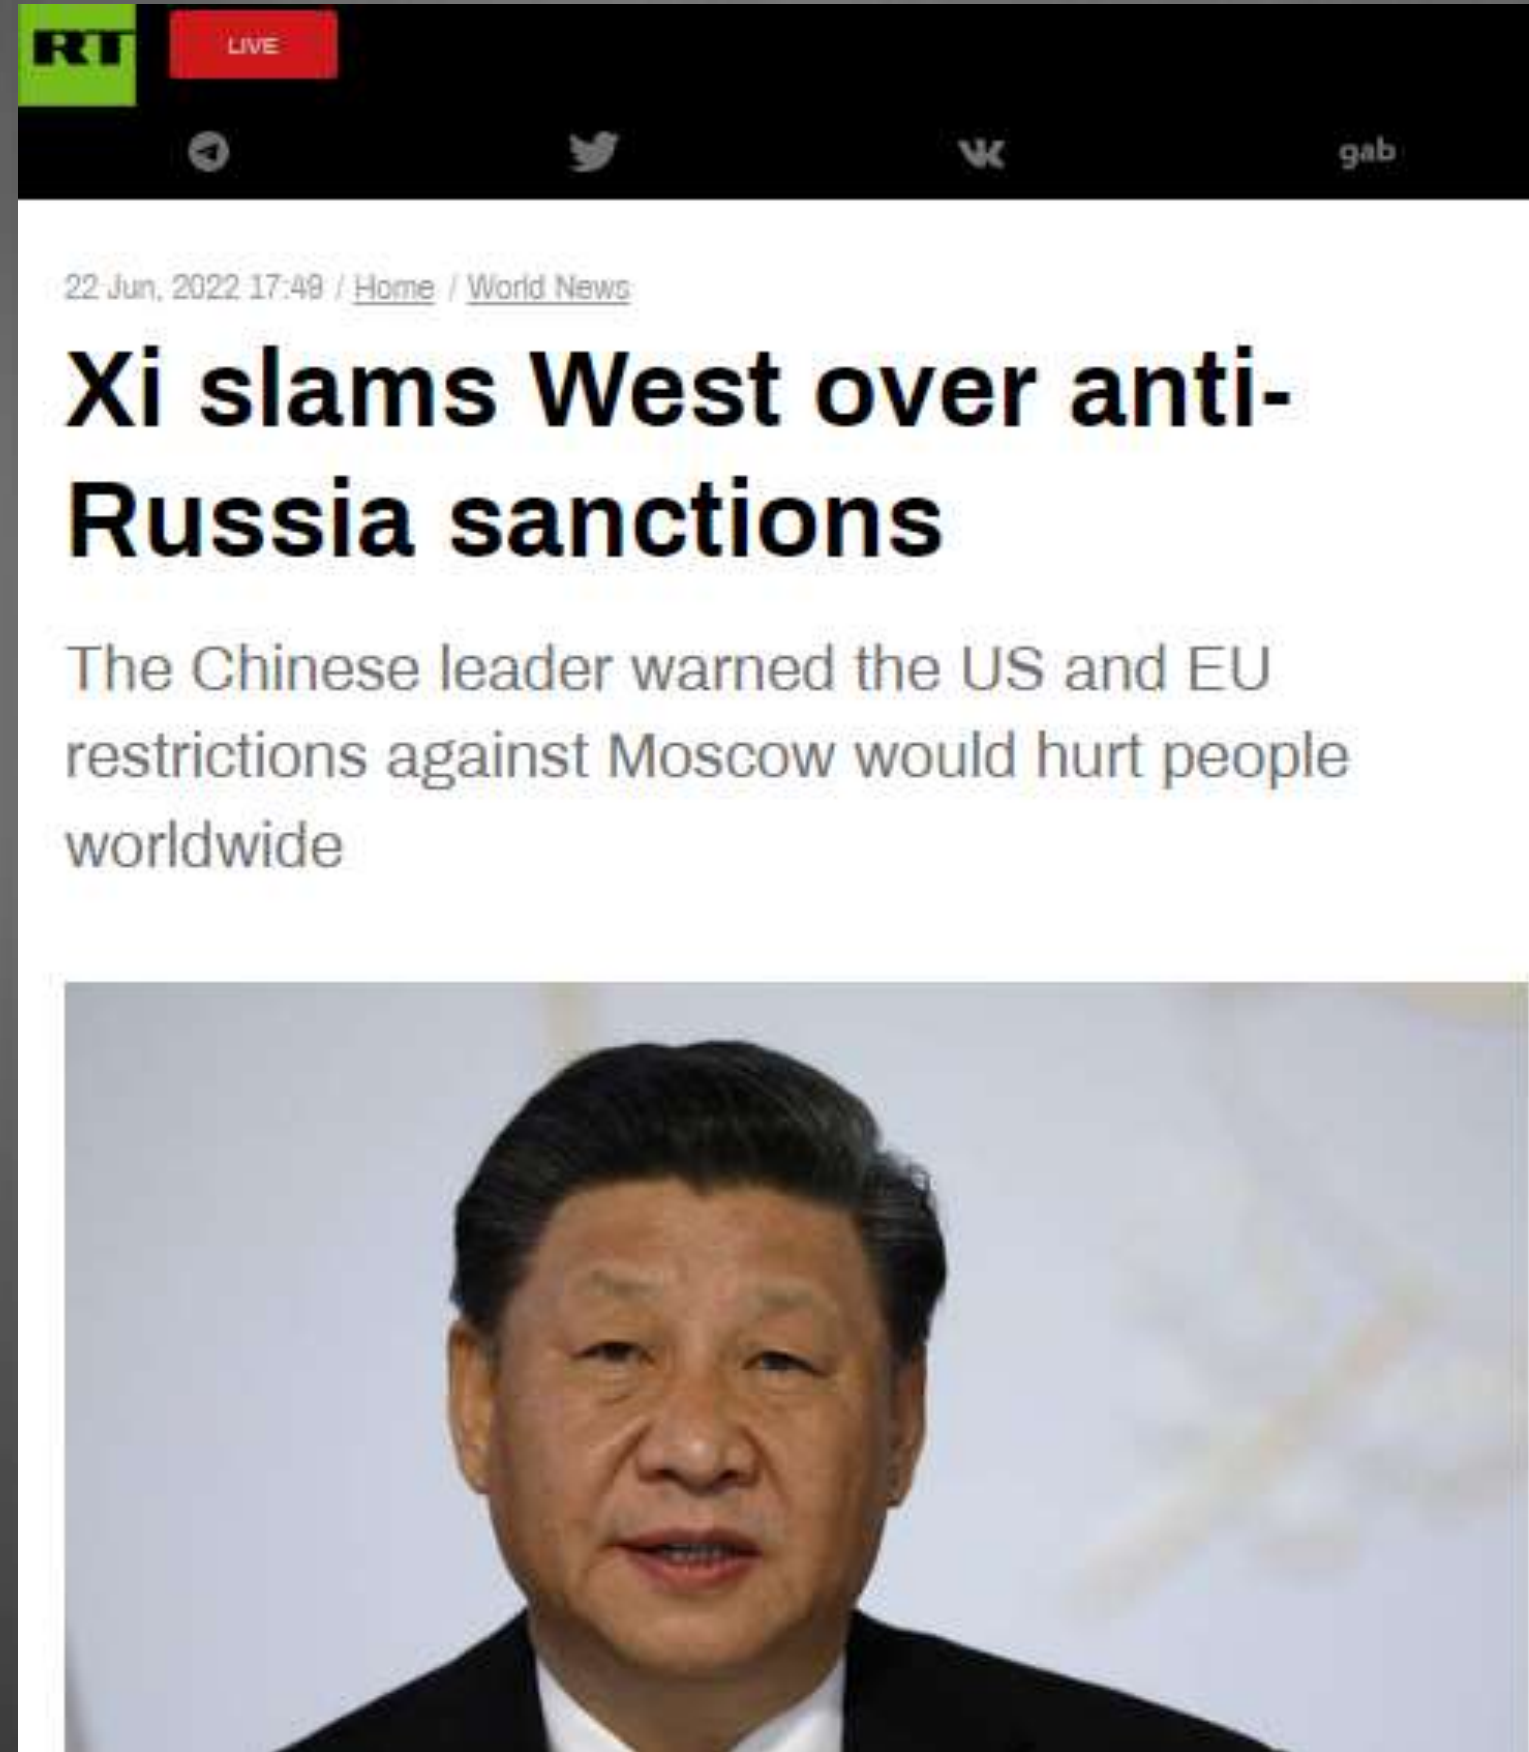 RT
LIVE
gab
22 Jun, 2022 17:49 / Home / World News
Xi slams West over anti-
Russia sanctions
The Chinese leader warned the US and EU
restrictions against Moscow would hurt people
worldwide